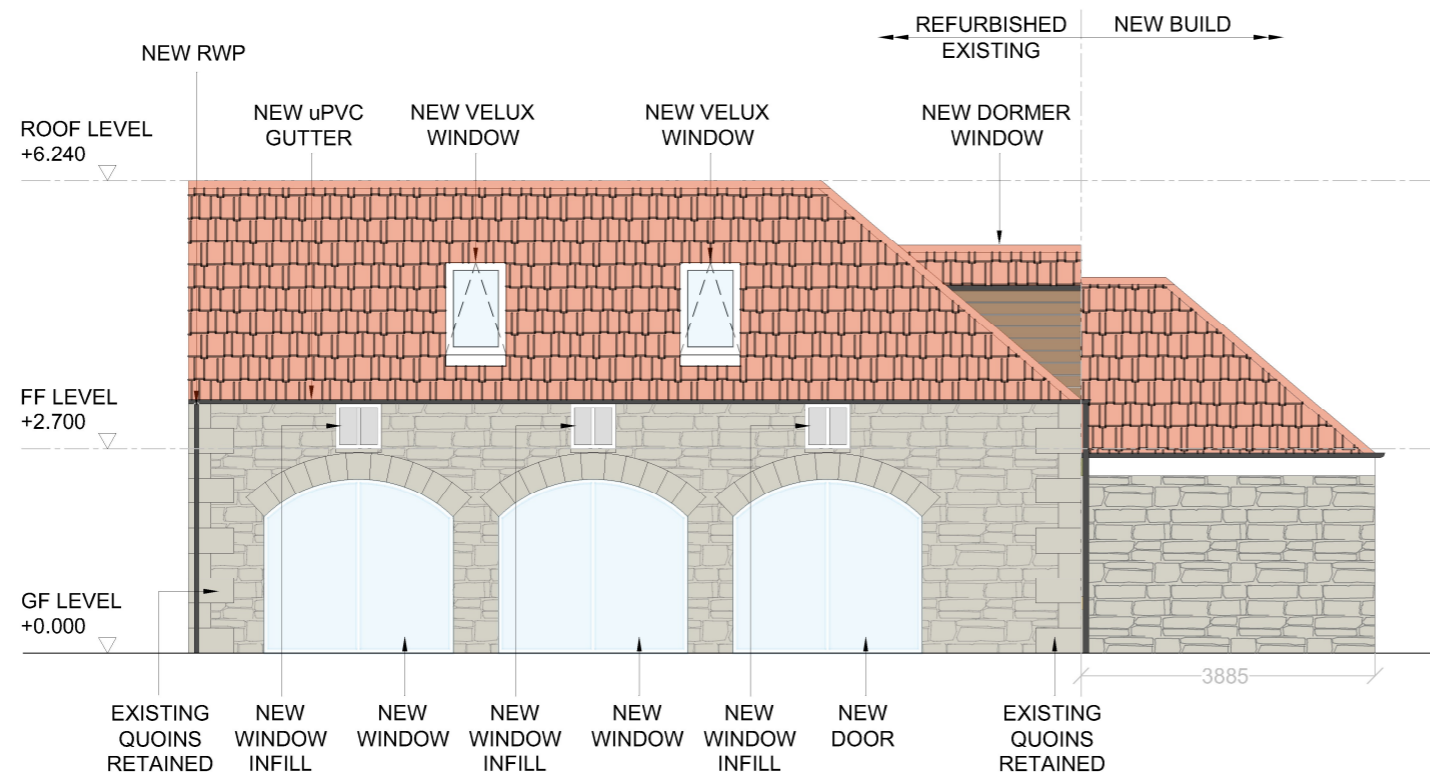 REFURBISHED
EXISTING
NEW BUILD
NEW RWP
ROOF LEVEL
+6.240
NEW uPVC
GUTTER
NEW VELUX
WINDOW
NEW VELUX
WINDOW
NEW DORMER
WINDOW
FF LEVEL
+2.700
GF LEVEL
+0.000
3885
EXISTING
QUOINS
RETAINED
NEW
WINDOW
INFILL
NEW
WINDOW
NEW
WINDOW
INFILL
NEW
WINDOW
NEW
WINDOW
INFILL
NEW
DOOR
EXISTING
QUOINS
RETAINED